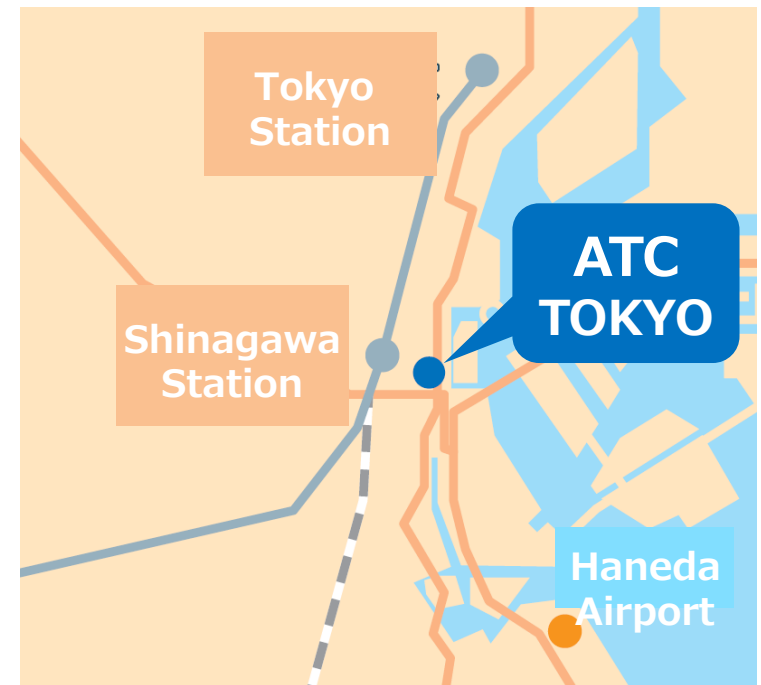 Tokyo
Station
ATC
TOKYO
Shinagawa
Station
Haneda
Airport